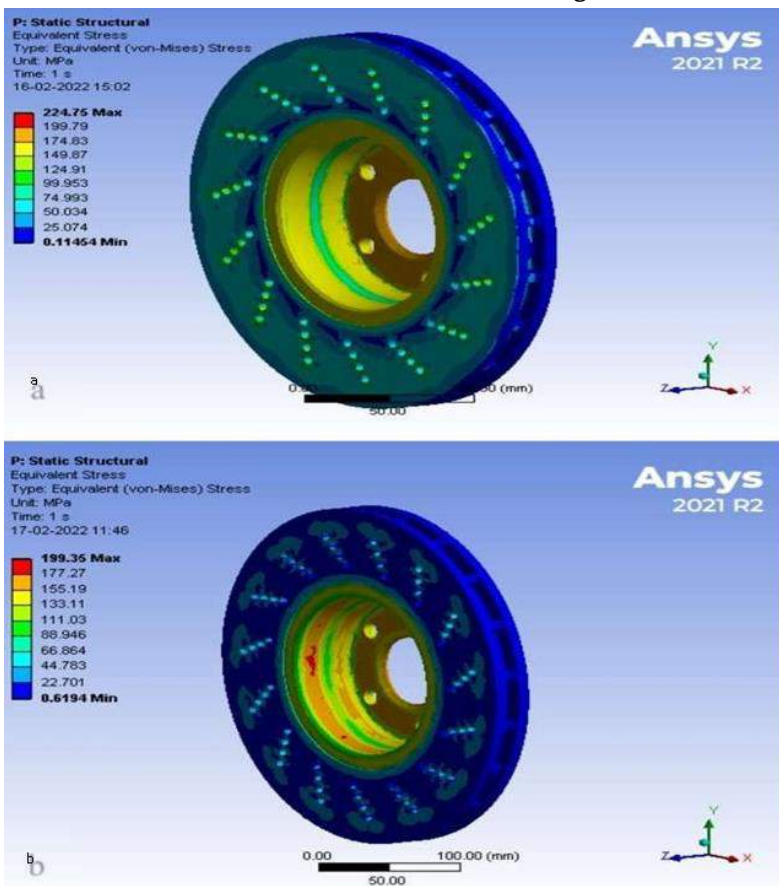 P: Static Structural
Equivalent Stress
Type: Equivalent (von-Mises) Stress
Unit: MPa
Time: 1 s
16-02-2022 15:02
224.75 Max
199.79
174.83
149.87
124.91
99.953
74.993
50.034
25.074
0.11454 Min
Ansys
2021 R2
0.00
(mm)
50.00
Y
Z
X
a
a
P: Static Structural
Equivalent Stress
Type: Equivalent (von-Mises) Stress
Unit: MPa
Time: 1 s
17-02-2022 11:46
199.35 Max
177.27
155.19
133.11
111.03
88.946
66.864
44.783
22.701
0.6194 Min
Ansys
2021 R2
0.00 100.00 (mm)
50.00
Y
Z
X
b
b